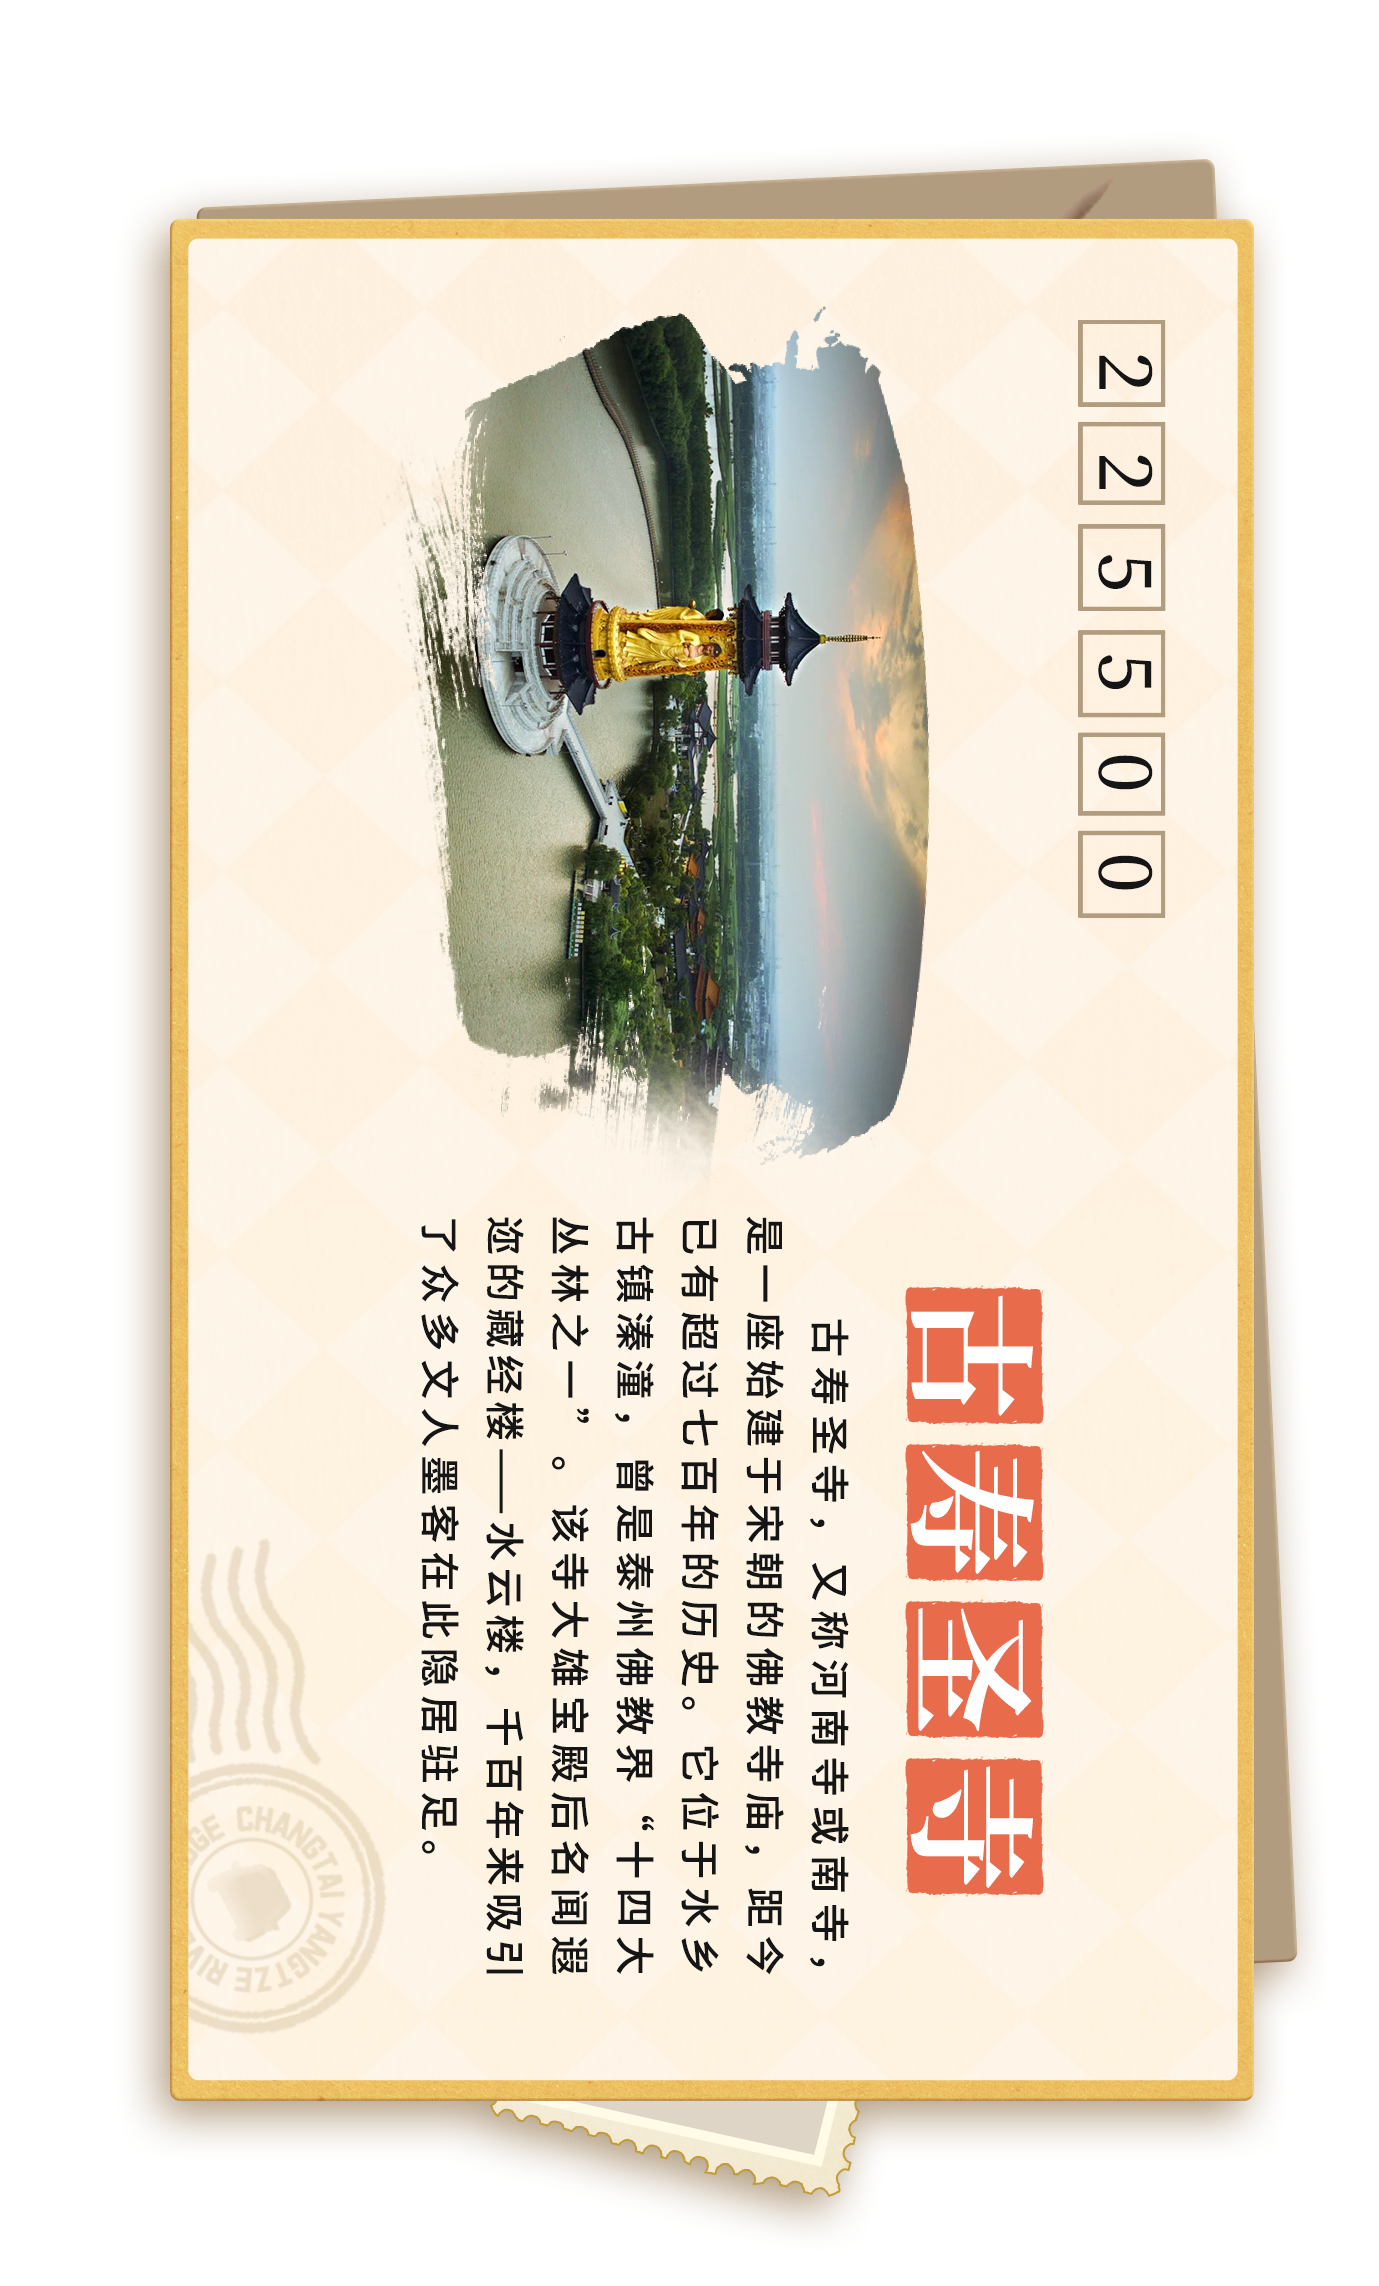 225500
古寿圣寺
古寿圣寺，又称河南寺或南寺，
是一座始建于宋朝的佛教寺庙，距今
已有超过七百年的历史。它位于水乡
古镇溱潼，曾是泰州佛教界“十四大
丛林之一”。该寺大雄宝殿后名闻遐
迩的藏经楼——水云楼，千百年来吸引
了众多文人墨客在此隐居驻足。
CHANGTAI YANGTZE